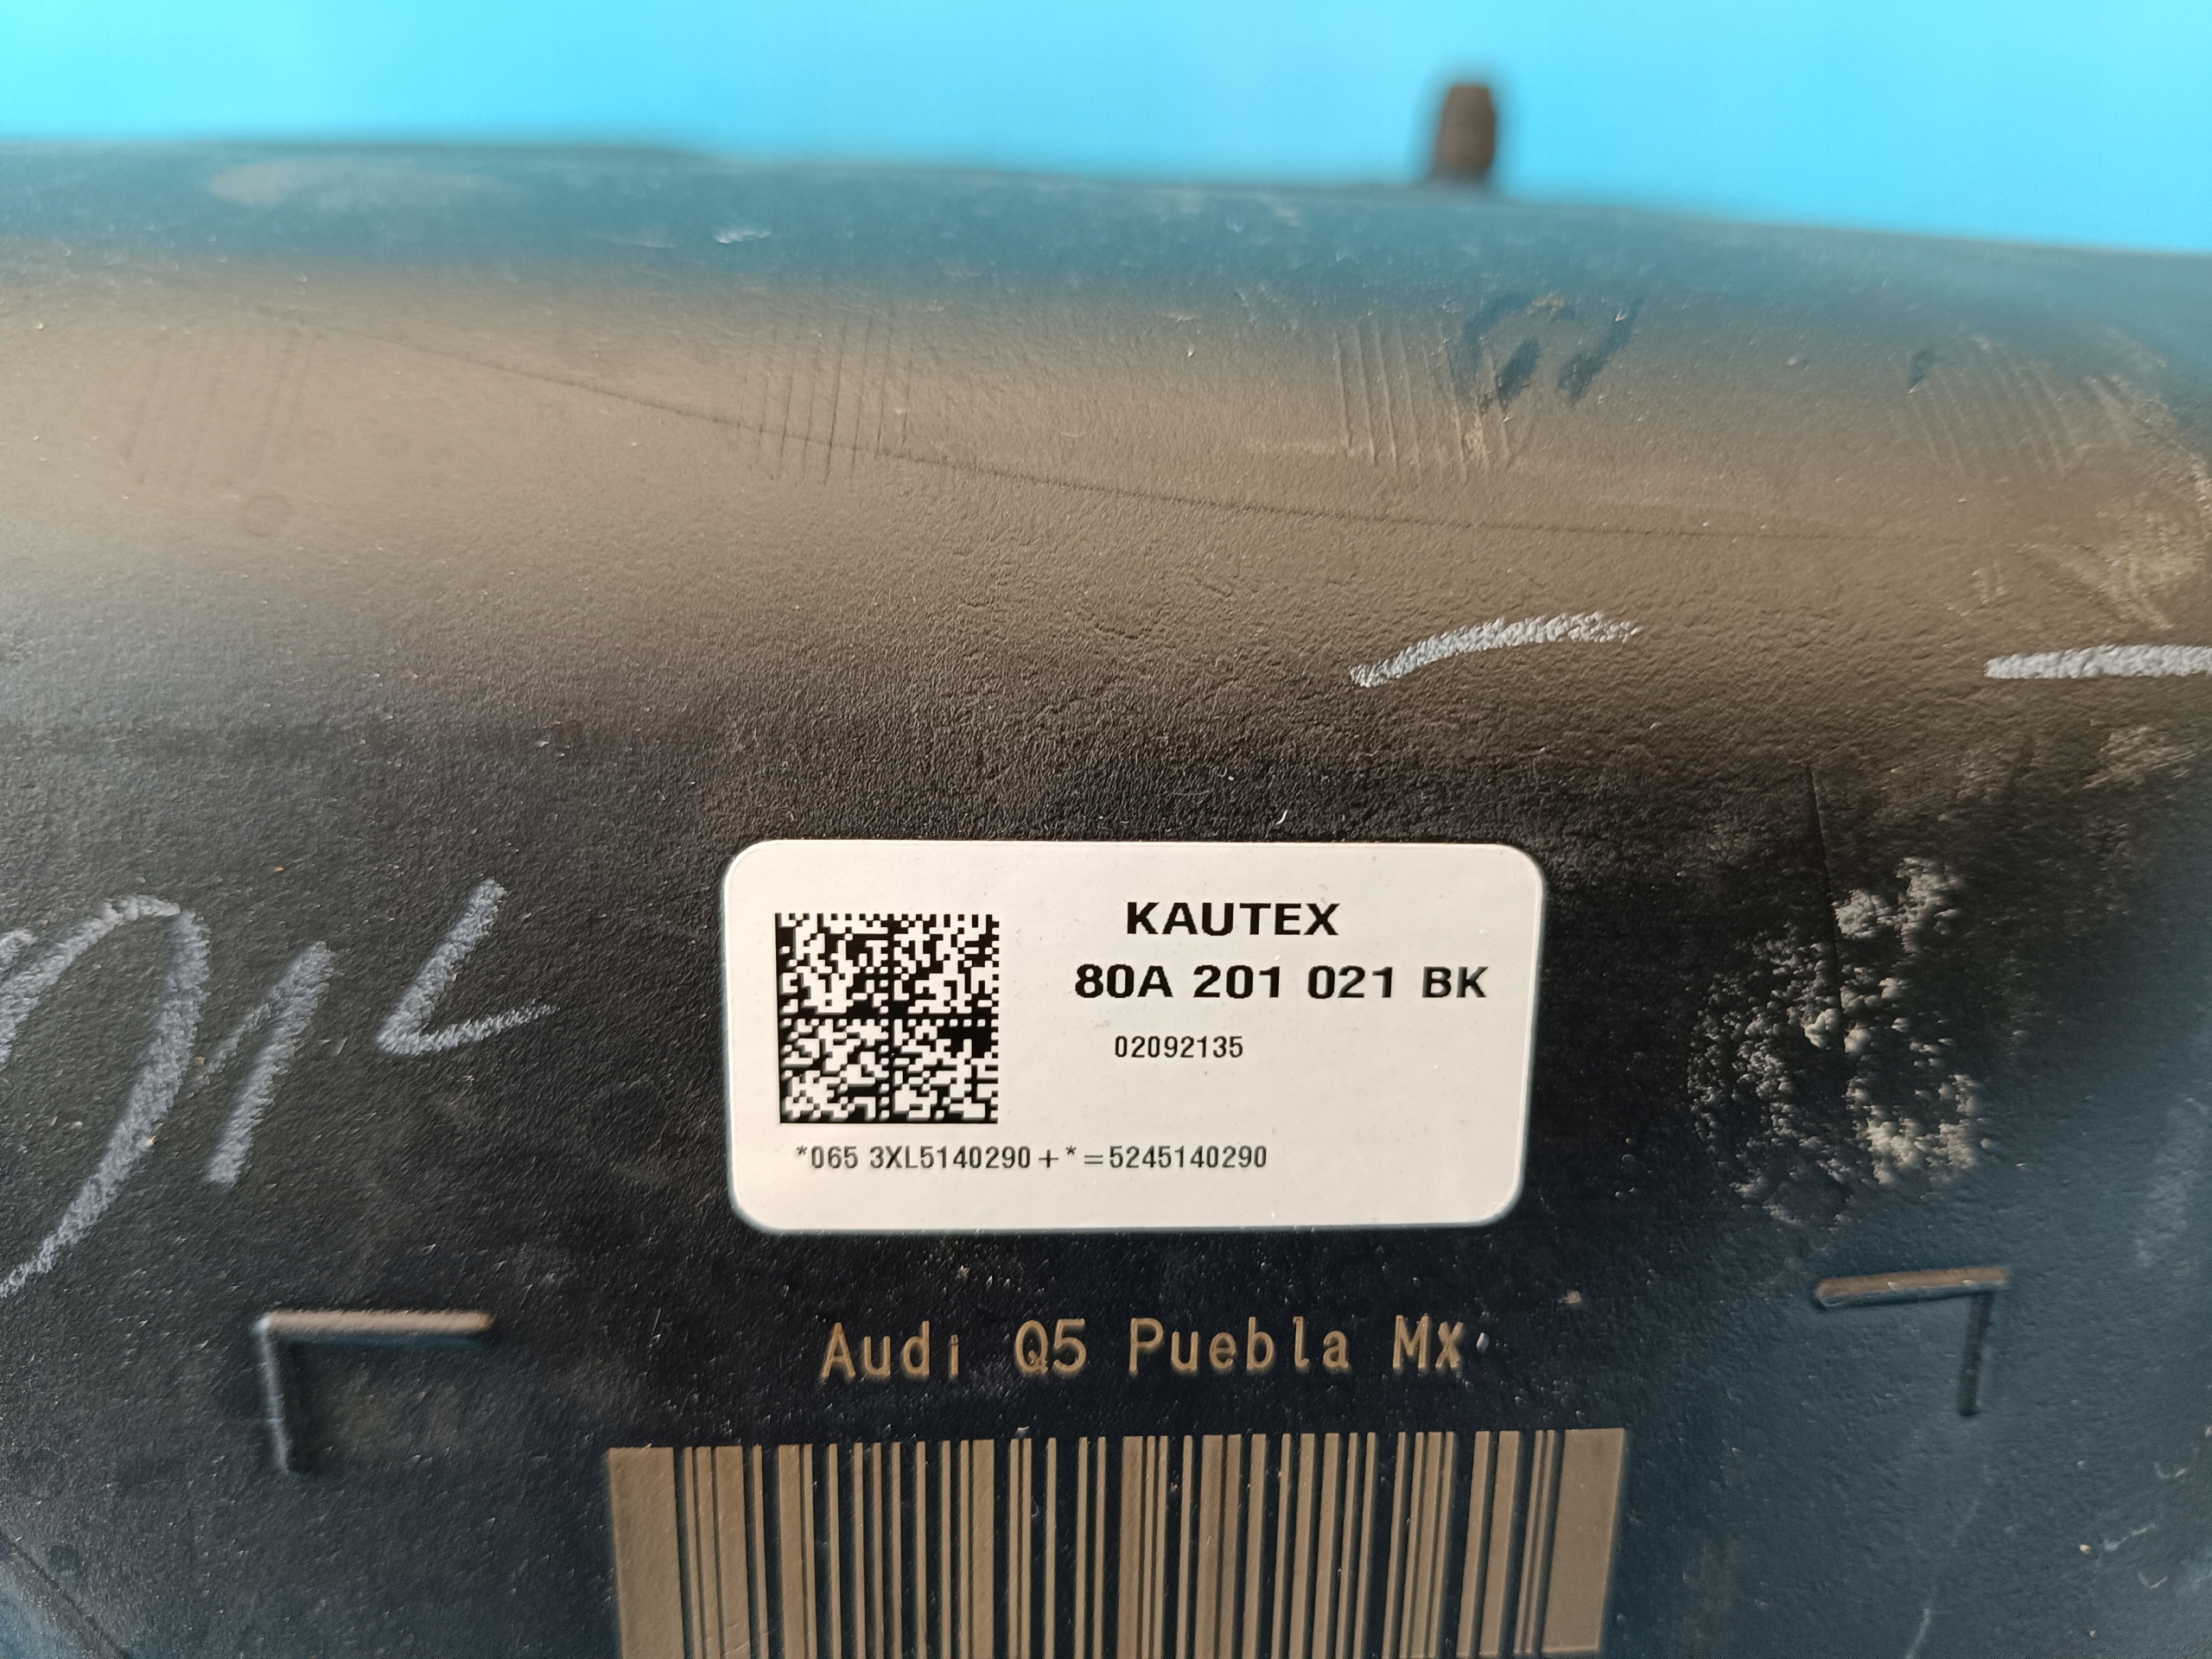 KAUTEX
80A 201 021 BK
02092135
*065 3XL5140290+*=5245140290
Audi Q5 Puebla Mx